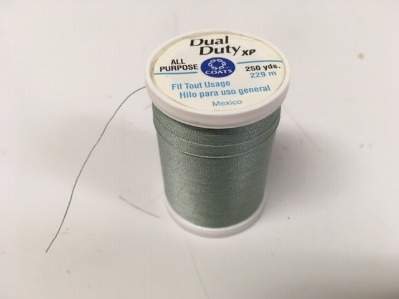 Dual
Duty XP
ALL PURPOSE
COATS
250 yds.
229 m
Fil Tout Usage
Hilo para uso general
Mexico